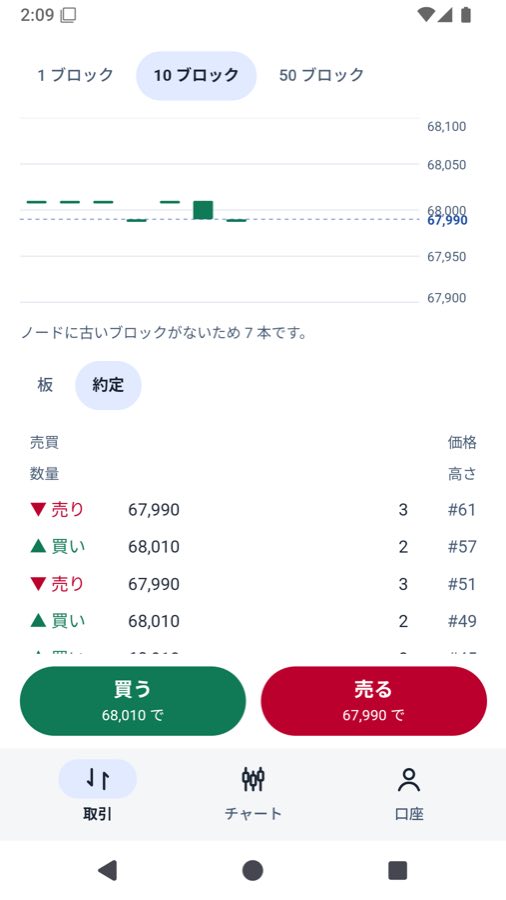 2:09
1 ブロック 10 ブロック 50 ブロック
68,100
68,050
68,000
67,990
67,950
67,900
ノードに古いブロックがないため 7 本です。
板 約定
売買 価格
数量 高さ
▼ 売り 67,990 3 #61
▲ 買い 68,010 2 #57
▼ 売り 67,990 3 #51
▲ 買い 68,010 2 #49
買う 売る
68,010 で 67,990 で
取引 チャート 口座